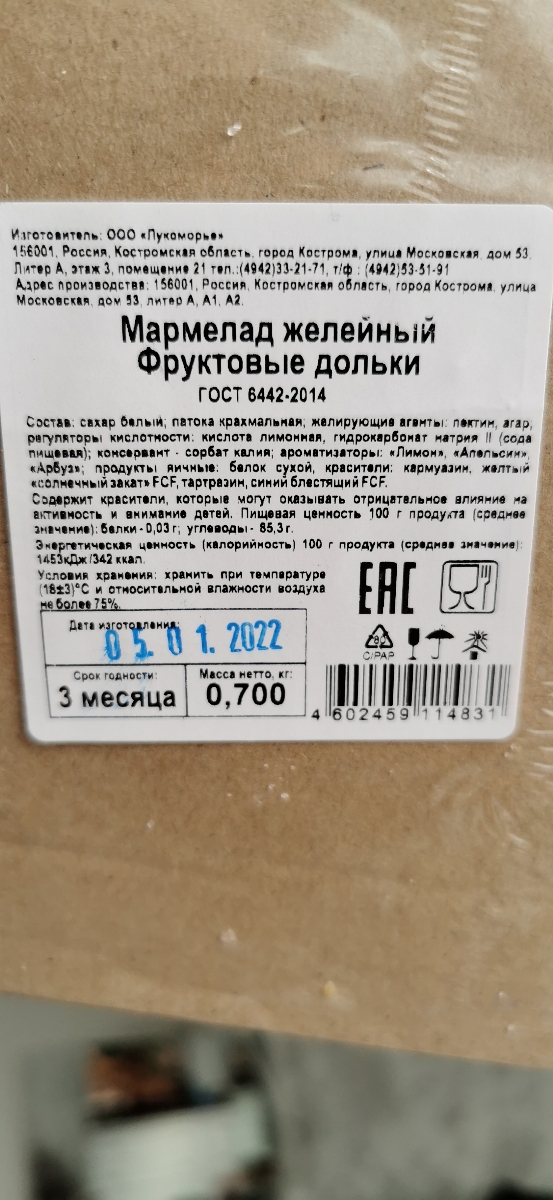 Изготовитель: ООО «Лукоморье»
156001, Россия, Костромская область, город Кострома, улица Московская, дом 53,
Литер А, этаж 3, помещение 21 тел.:(4942)33-21-71, т/ф : (4942)53-51-91
Адрес производства: 156001, Россия, Костромская область, город Кострома, улица
Московская, дом 53, литер А, А1, А2.
Мармелад желейный
Фруктовые дольки
ГОСТ 6442-2014
Состав: сахар белый; патока крахмальная; желирующие агенты: пектин, агар,
регуляторы кислотности: кислота лимонная, гидрокарбонат натрия II (сода
пищевая); консервант - сорбат калия; ароматизаторы: «Лимон», «Апельсин»,
«Арбуз»; продукты яичные: белок сухой, красители: кармуазин, желтый
«солнечный закат» FCF, тартразин, синий блестящий FCF.
Содержит красители, которые могут оказывать отрицательное влияние на
активность и внимание детей. Пищевая ценность 100 г продукта (среднее
значение): белки - 0,03 г; углеводы - 85,3 г.
Энергетическая ценность (калорийность) 100 г продукта (среднее значение):
1453кДж /342 ккал.
Условия хранения: хранить при температуре
(18±3)°С и относительной влажности воздуха
не более 75%.
EAC
Дата изготовления:
05.01.2022
C/PAP
Срок годности:
3 месяца
Масса нетто, кг:
0,700
4 602459 114831